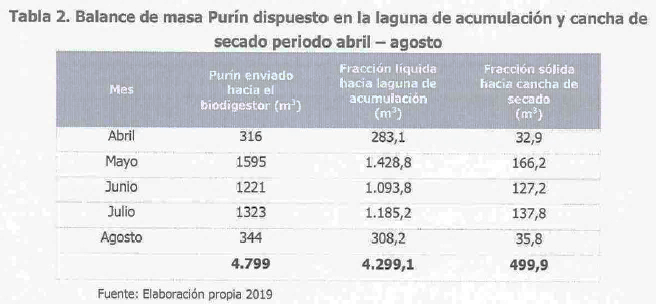 Tabla 2. Balance de masa Purín dispuesto en la laguna de acumulación y cancha de
secado periodo abril – agosto
Mes Purín enviado hacia el biodigestor (m³) Fracción líquida hacia laguna de acumulación (m³) Fracción sólida hacia cancha de secado (m³)
Abril 316 283,1 32,9
Mayo 1595 1.428,8 166,2
Junio 1221 1.093,8 127,2
Julio 1323 1.185,2 137,8
Agosto 344 308,2 35,8
4.799 4.299,1 499,9
Fuente: Elaboración propia 2019